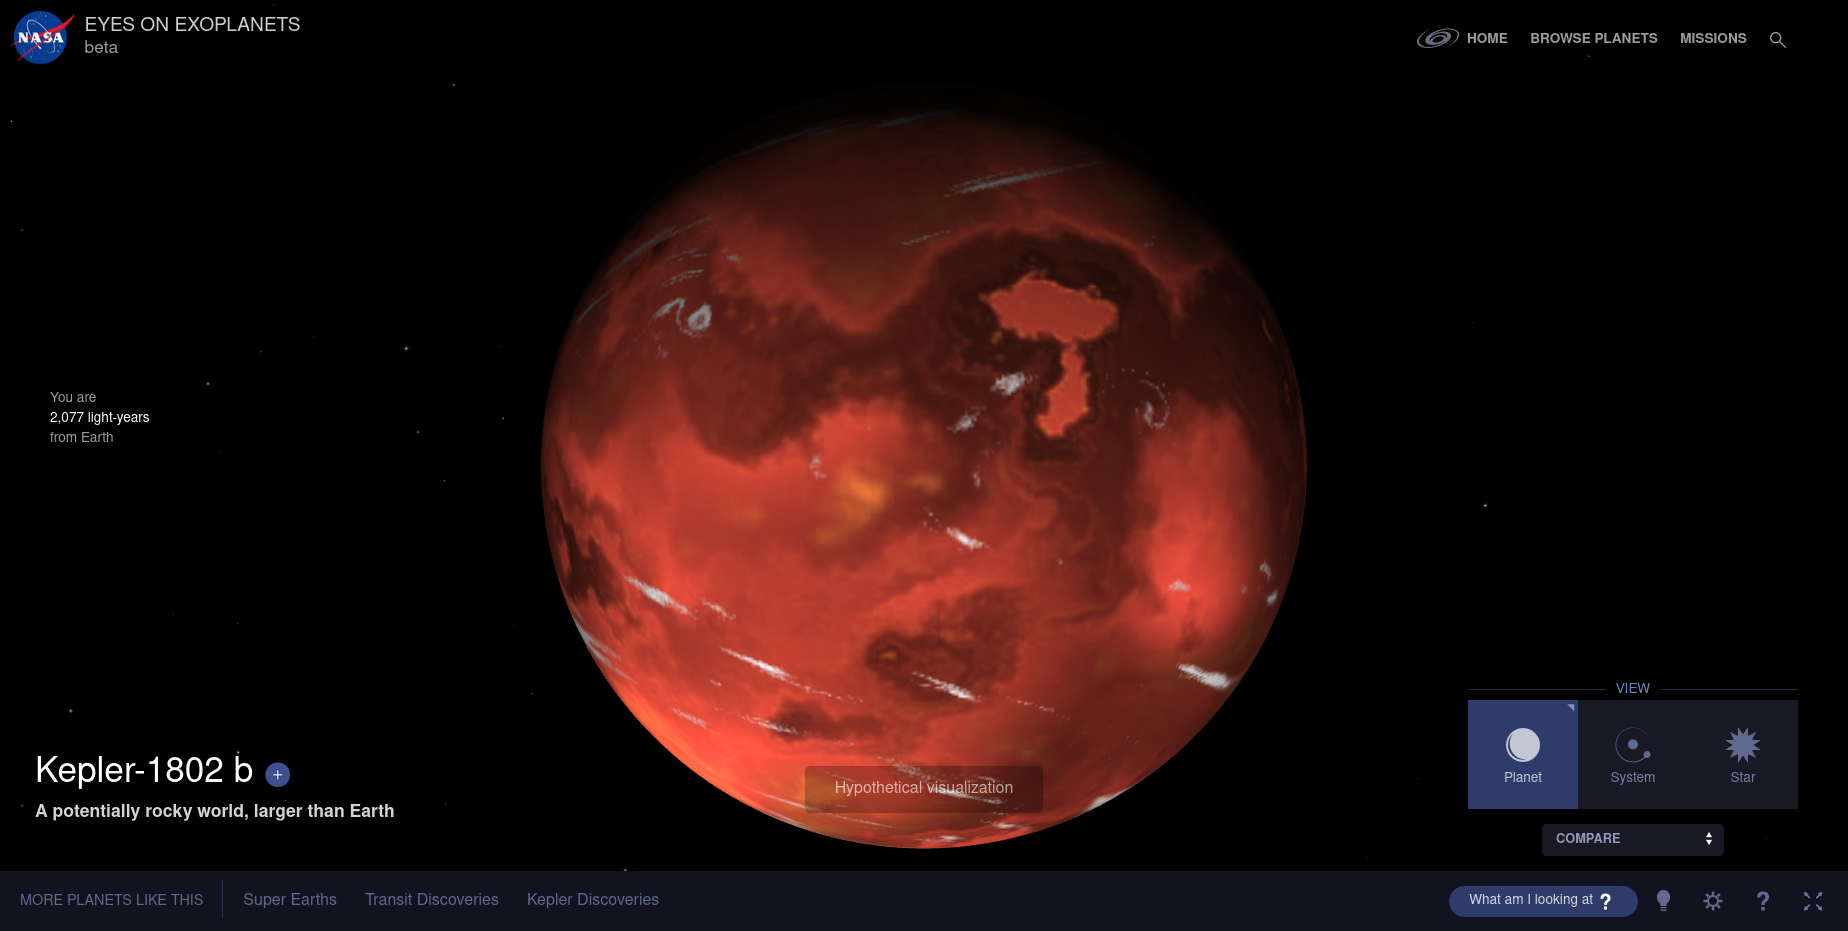 NASA
EYES ON EXOPLANETS
beta
HOME
BROWSE PLANETS
MISSIONS
You are
2,077 light-years
from Earth
Kepler-1802 b +
A potentially rocky world, larger than Earth
Hypothetical visualization
VIEW
Planet
System
Star
COMPARE
MORE PLANETS LIKE THIS
Super Earths
Transit Discoveries
Kepler Discoveries
What am I looking at ?
?